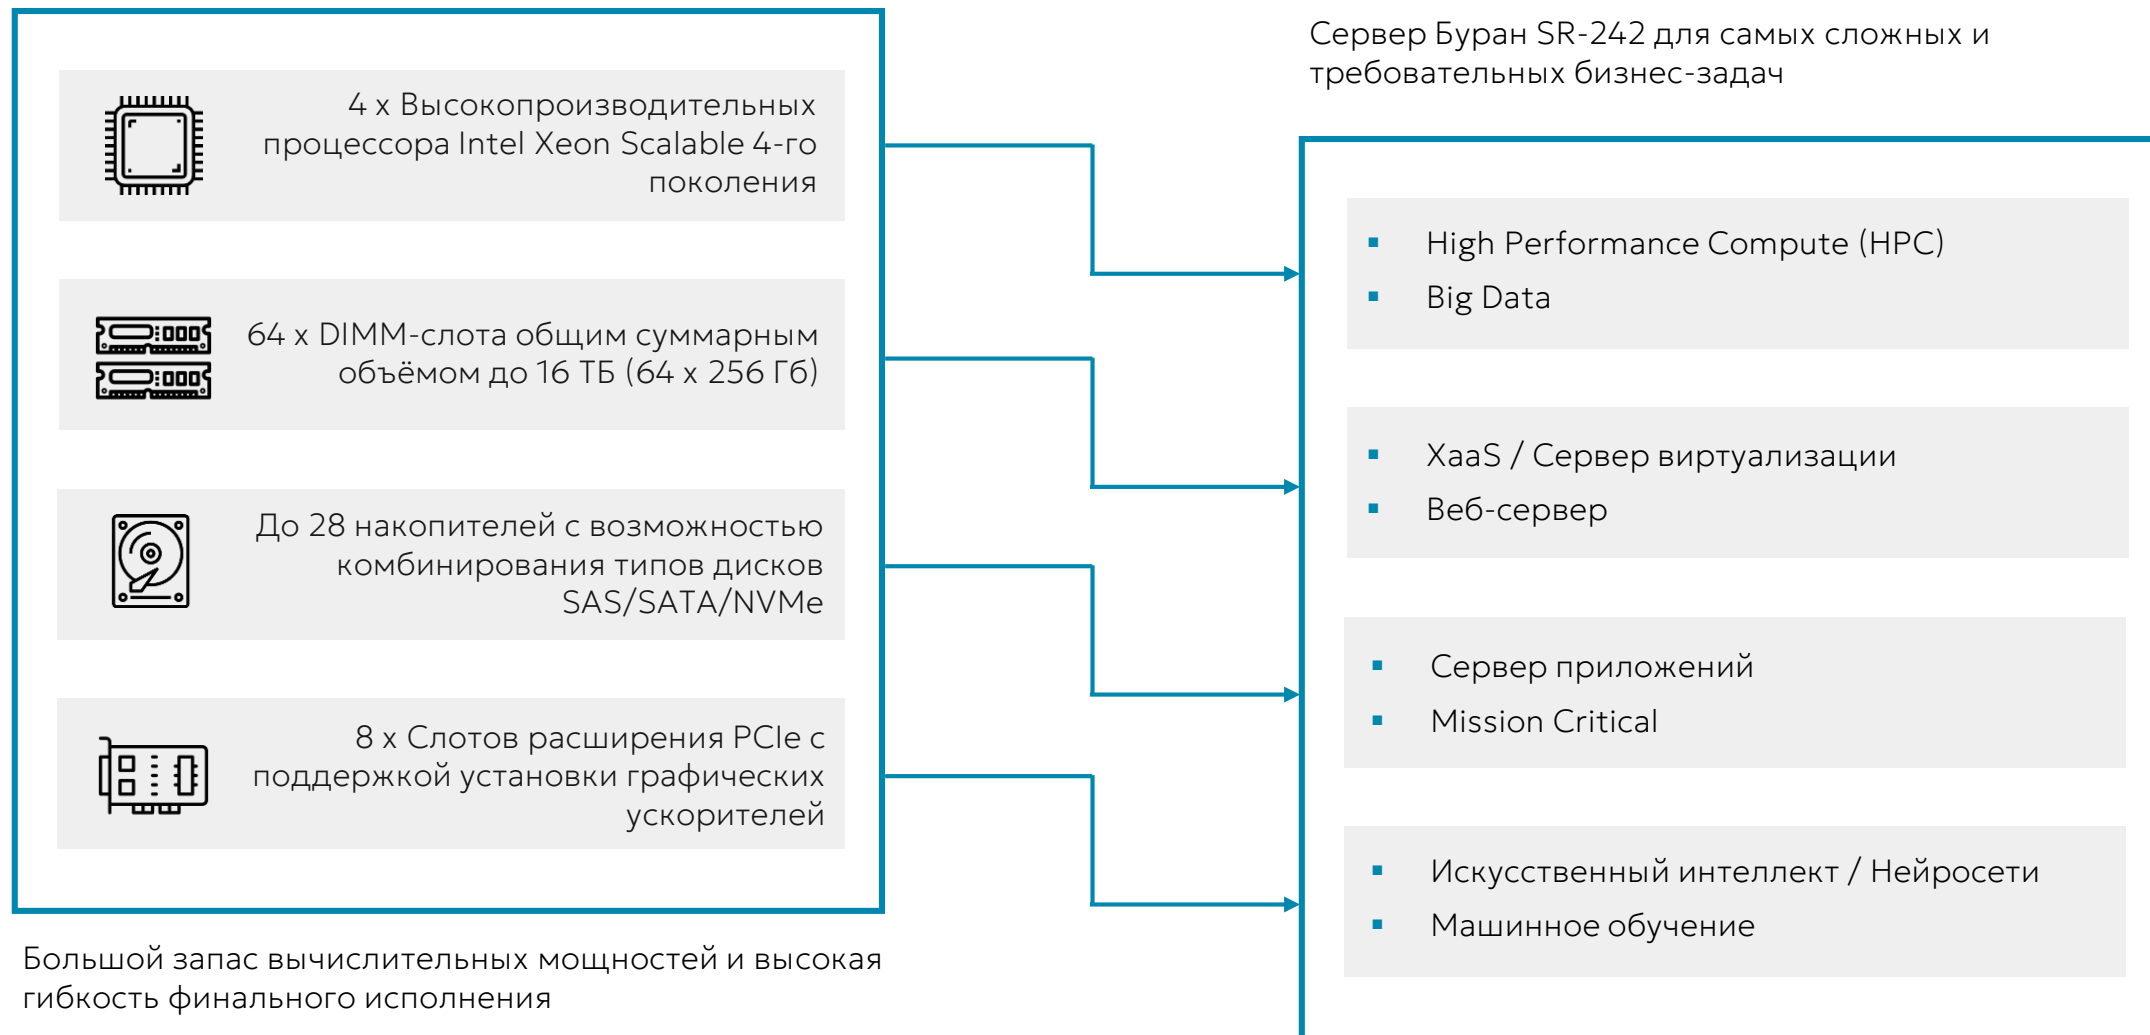 4 x Высокопроизводительных
процессора Intel Xeon Scalable 4-го
поколения
64 x DIMM-слота общим суммарным
объёмом до 16 ТБ (64 x 256 Гб)
До 28 накопителей с возможностью
комбинирования типов дисков
SAS/SATA/NVMe
8 x Слотов расширения PCIe с
поддержкой установки графических
ускорителей
Большой запас вычислительных мощностей и высокая
гибкость финального исполнения
Сервер Буран SR-242 для самых сложных и
требовательных бизнес-задач
▪ High Performance Compute (HPC)
▪ Big Data
▪ XaaS / Сервер виртуализации
▪ Веб-сервер
▪ Сервер приложений
▪ Mission Critical
▪ Искусственный интеллект / Нейросети
▪ Машинное обучение